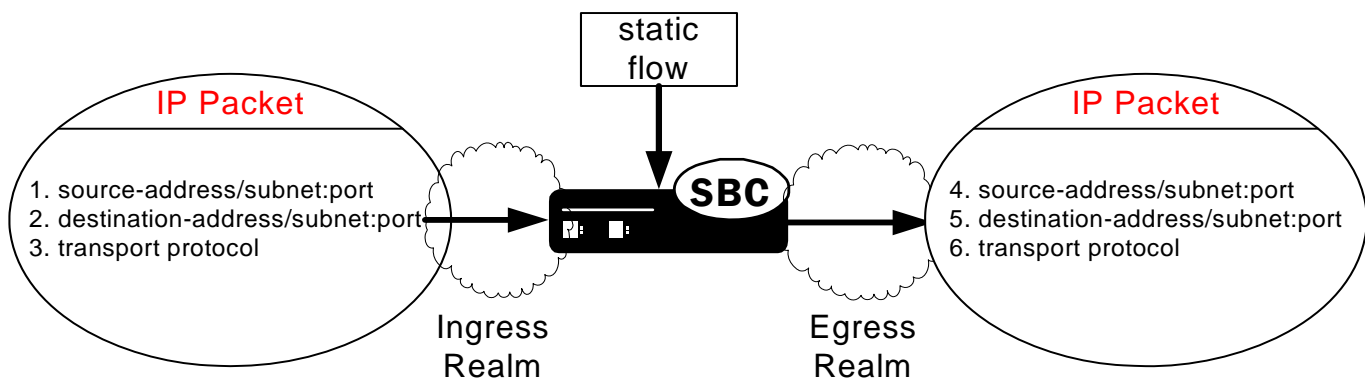 static
flow
IP Packet
1. source-address/subnet:port
2. destination-address/subnet:port
3. transport protocol
SBC
IP Packet
4. source-address/subnet:port
5. destination-address/subnet:port
6. transport protocol
Ingress
Realm
Egress
Realm